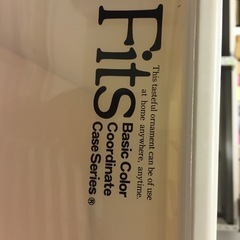 This tasteful ornament can be of use
at home anywhere, anytime.
Fits
Basic Color
Coordinate
Case Series®